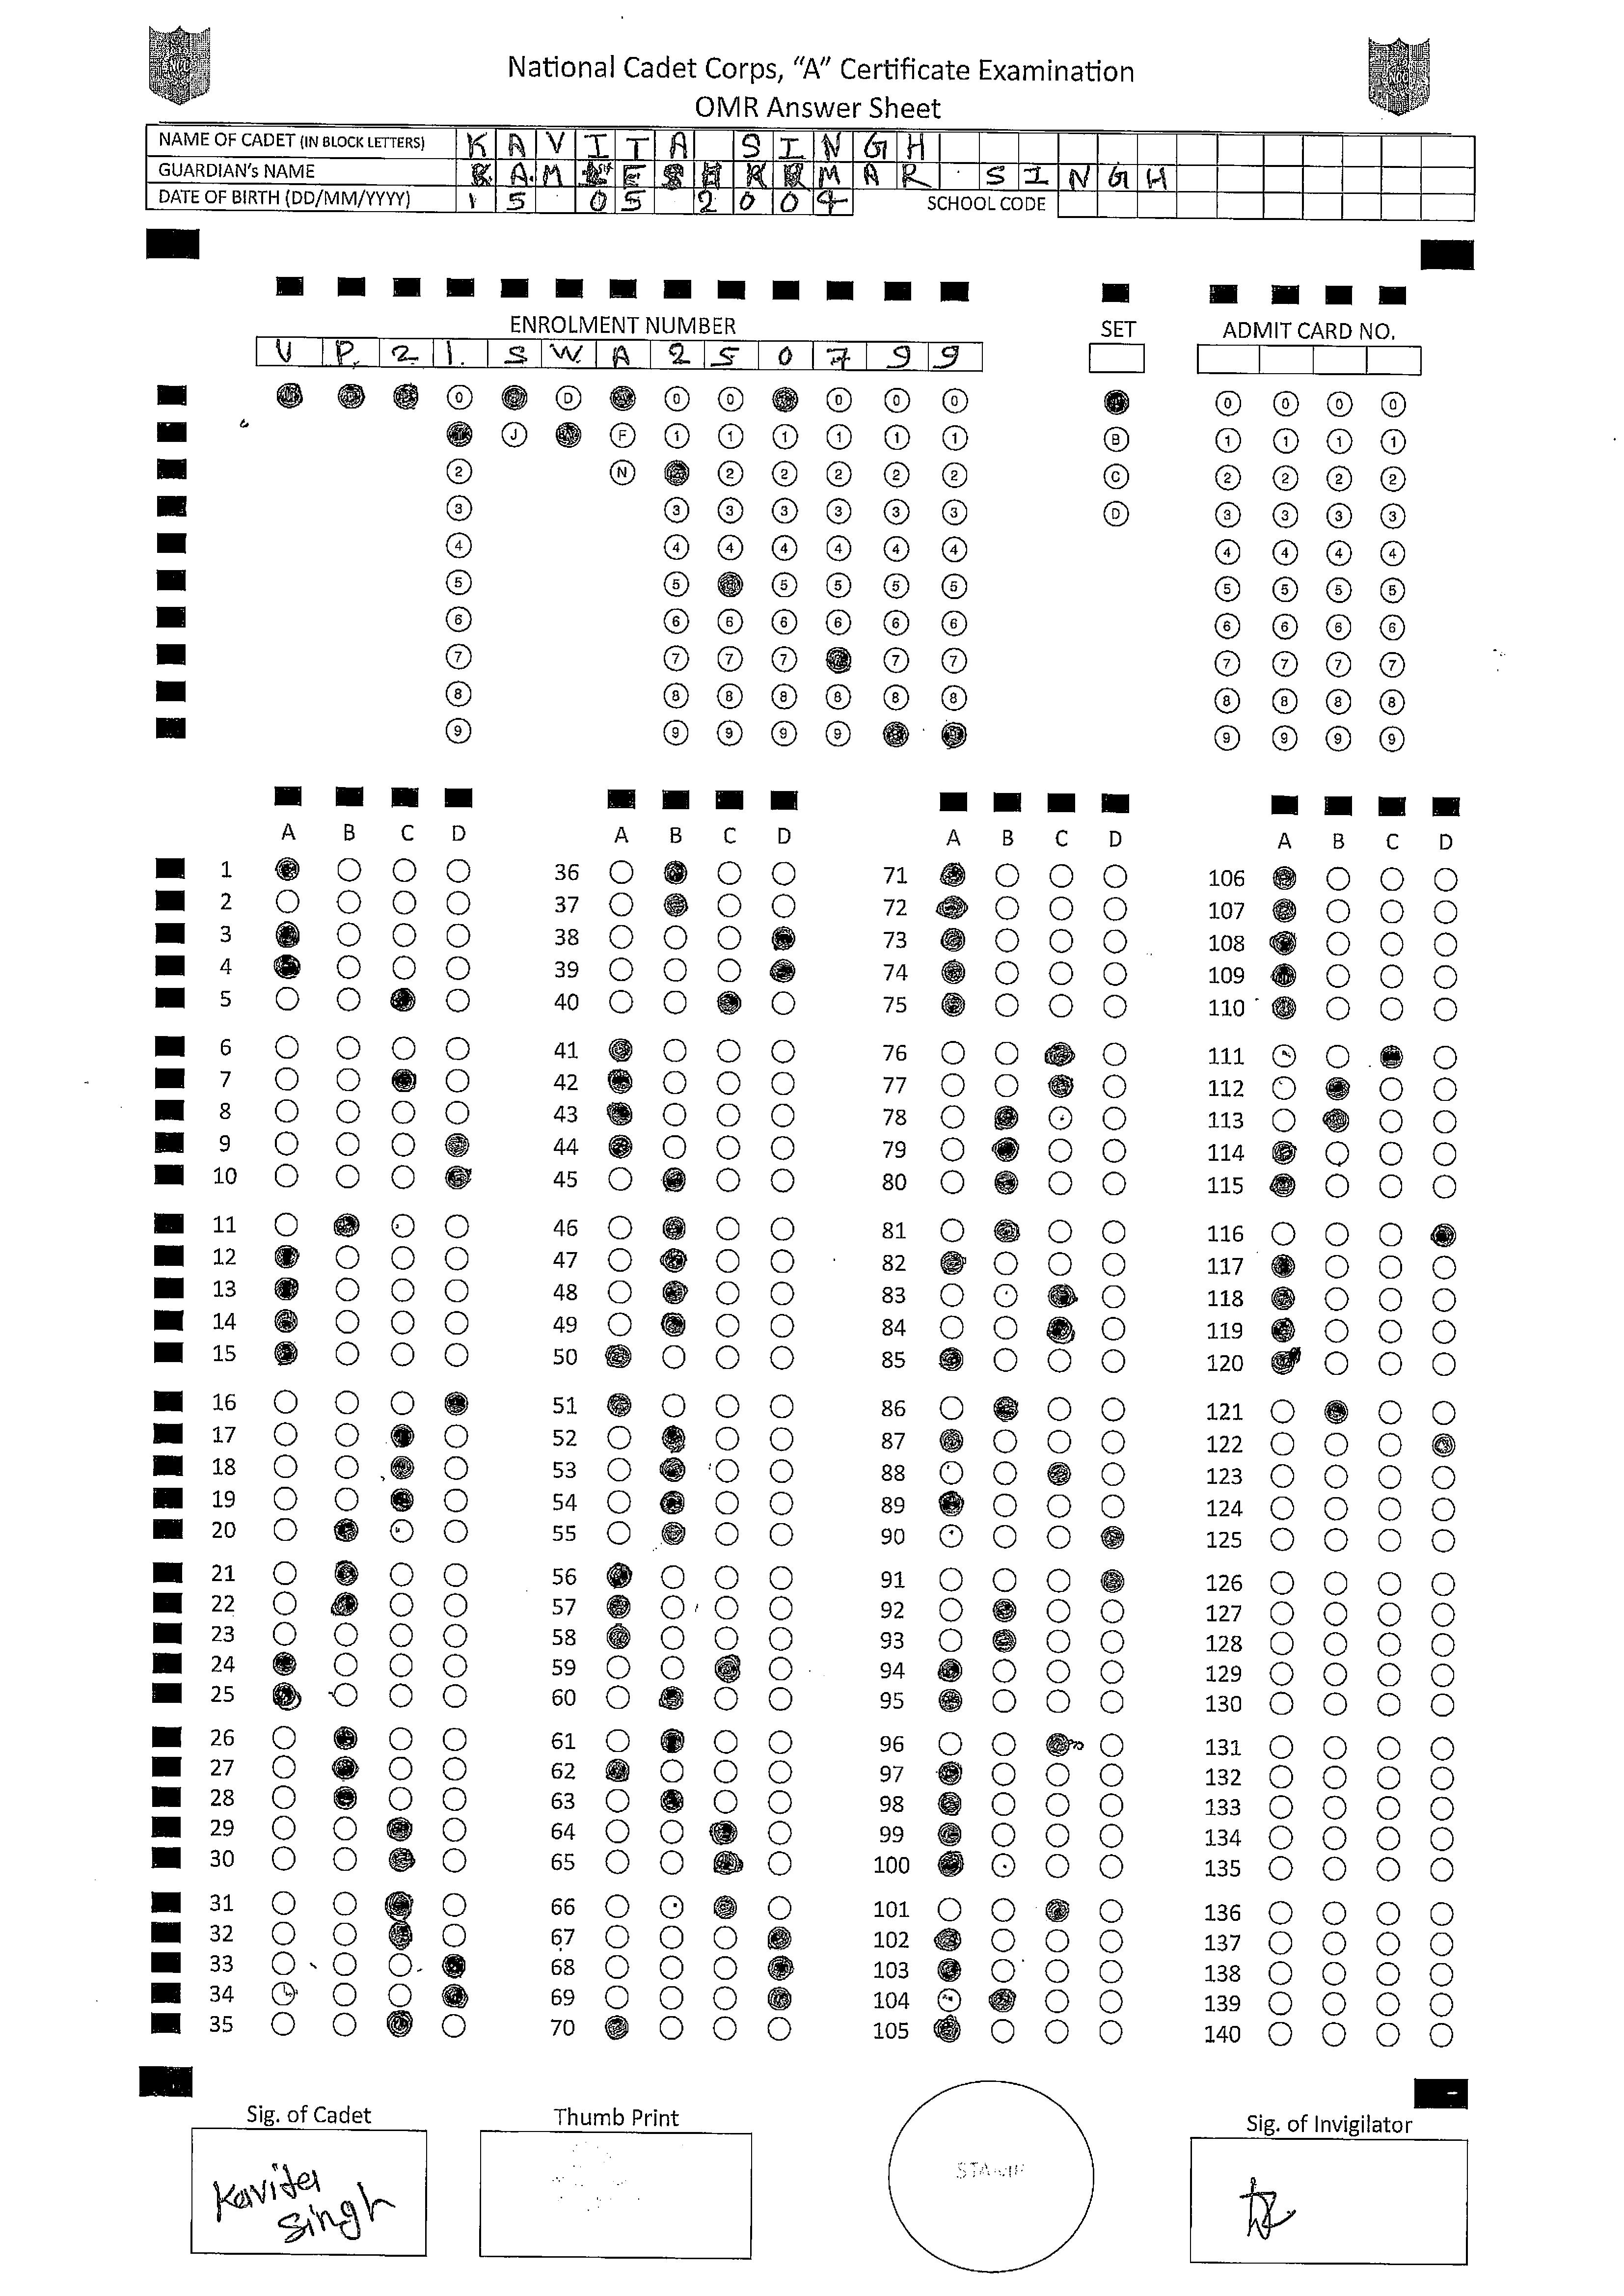 National Cadet Corps, “A” Certificate Examination
OMR Answer Sheet
NAME OF CADET (IN BLOCK LETTERS) KAVITA SINGH
GUARDIAN's NAME KAMLESH KUMAR SINGH
DATE OF BIRTH (DD/MM/YYYY) 15 05 2004 SCHOOL CODE
ENROLMENT NUMBER SET ADMIT CARD NO.
U P. 2 1. S W. A 2 5 0 7 9 9
0 D 0 0 0 0 0 0 0 0 0 0
J F 1 1 1 1 1 1 B 1 1 1 1
2 N 2 2 2 2 2 C 2 2 2 2
3 3 3 3 3 3 3 D 3 3 3 3
4 4 4 4 4 4 4 4 4 4 4
5 5 5 5 5 5 5 5 5 5
6 6 6 6 6 6 6 6 6 6 6
7 7 7 7 7 7 7 7 7 7
8 8 8 8 8 8 8 8 8 8 8
9 9 9 9 9 9 9 9 9
A B C D A B C D A B C D A B C D
1 36 71 106
2 37 72 107
3 38 73 108
4 39 74 109
5 40 75 110
6 41 76 111
7 42 77 112
8 43 78 113
9 44 79 114
10 45 80 115
11 46 81 116
12 47 82 117
13 48 83 118
14 49 84 119
15 50 85 120
16 51 86 121
17 52 87 122
18 53 88 123
19 54 89 124
20 55 90 125
21 56 91 126
22 57 92 127
23 58 93 128
24 59 94 129
25 60 95 130
26 61 96 131
27 62 97 132
28 63 98 133
29 64 99 134
30 65 100 135
31 66 101 136
32 67 102 137
33 68 103 138
34 69 104 139
35 70 105 140
Sig. of Cadet Thumb Print Sig. of Invigilator
STAMP
Kavita
Singh